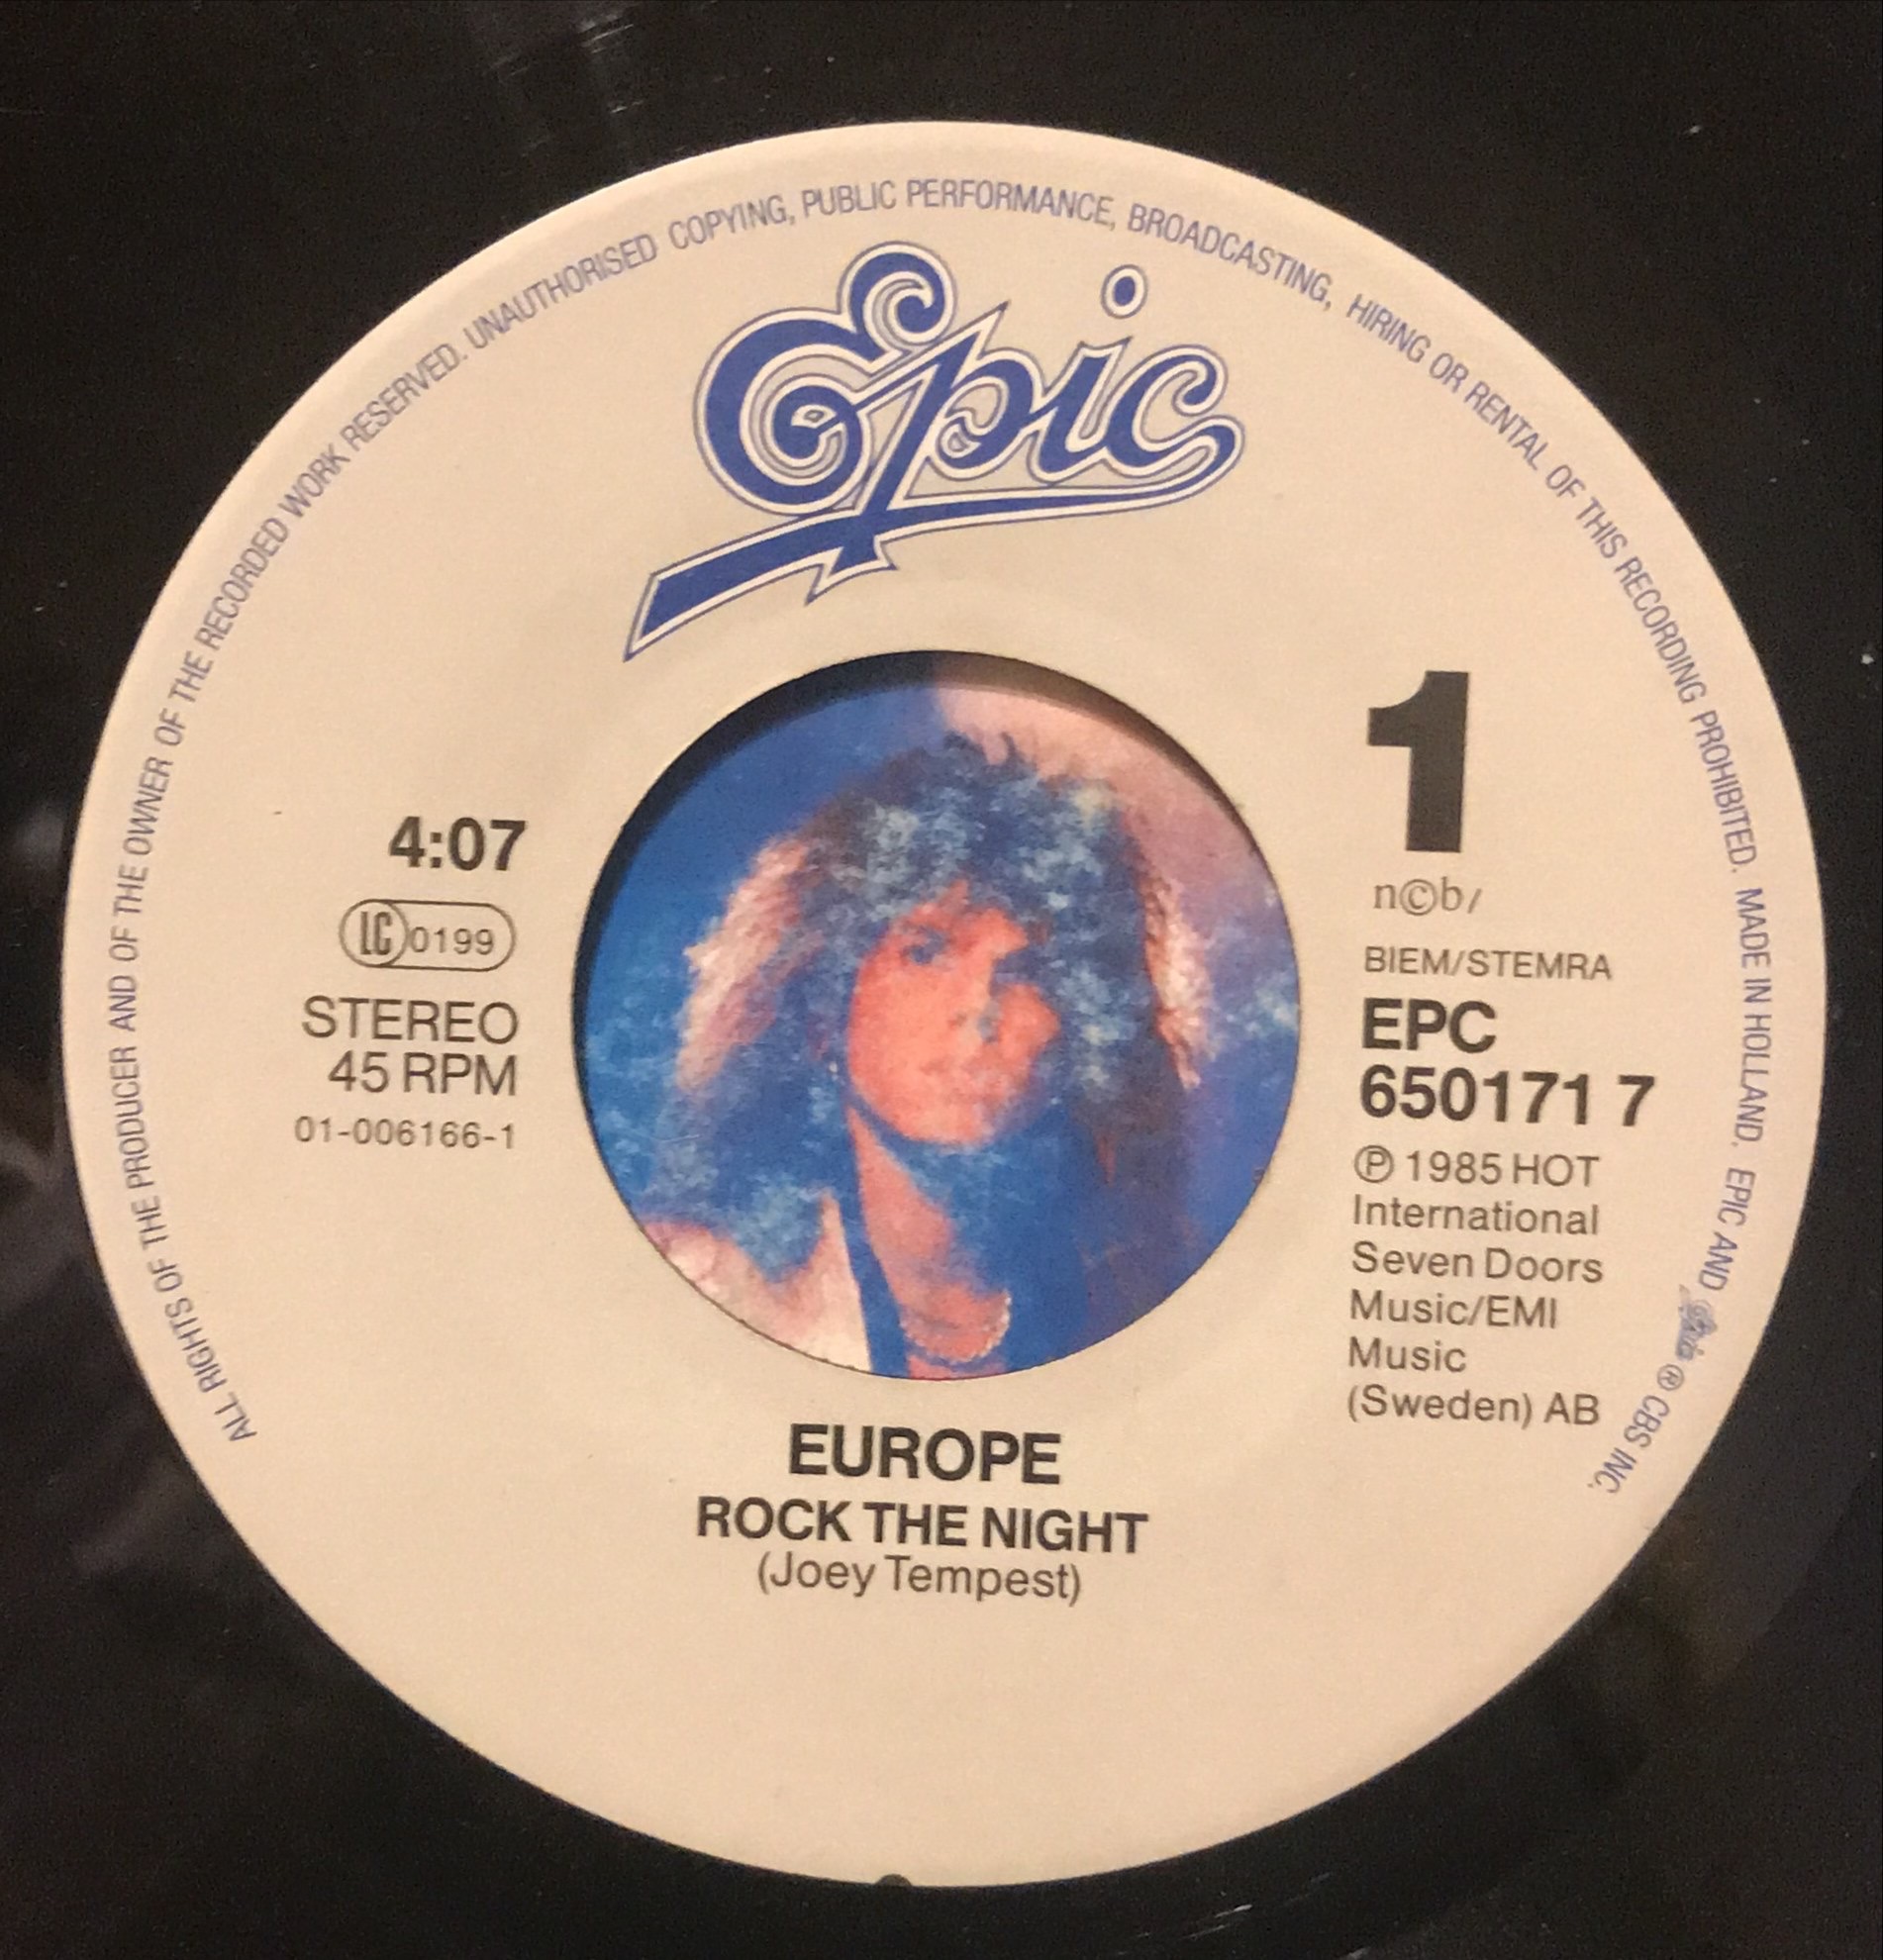 ALL RIGHTS OF THE PRODUCER AND OF THE OWNER OF THE RECORDED WORK RESERVED. UNAUTHORISED COPYING, PUBLIC PERFORMANCE, BROADCASTING, HIRING OR RENTAL OF THIS RECORDING PROHIBITED. MADE IN HOLLAND. EPIC AND Epic ® CBS INC.
Epic
4:07
LC 0199
STEREO
45 RPM
01-006166-1
1
n©b/
BIEM/STEMRA
EPC
650171 7
℗ 1985 HOT
International
Seven Doors
Music/EMI
Music
(Sweden) AB
EUROPE
ROCK THE NIGHT
(Joey Tempest)